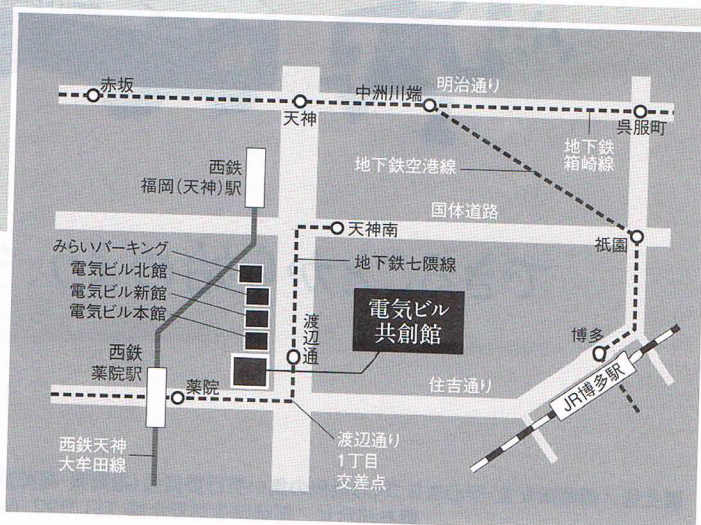 赤坂
天神
中洲川端
明治通り
呉服町
地下鉄
箱崎線
地下鉄空港線
西鉄
福岡(天神)駅
国体道路
天神南
祇園
みらいパーキング
電気ビル北館
電気ビル新館
電気ビル本館
地下鉄七隈線
電気ビル
共創館
渡辺通
博多
JR博多駅
西鉄
薬院駅
薬院
住吉通り
西鉄天神
大牟田線
渡辺通り
1丁目
交差点